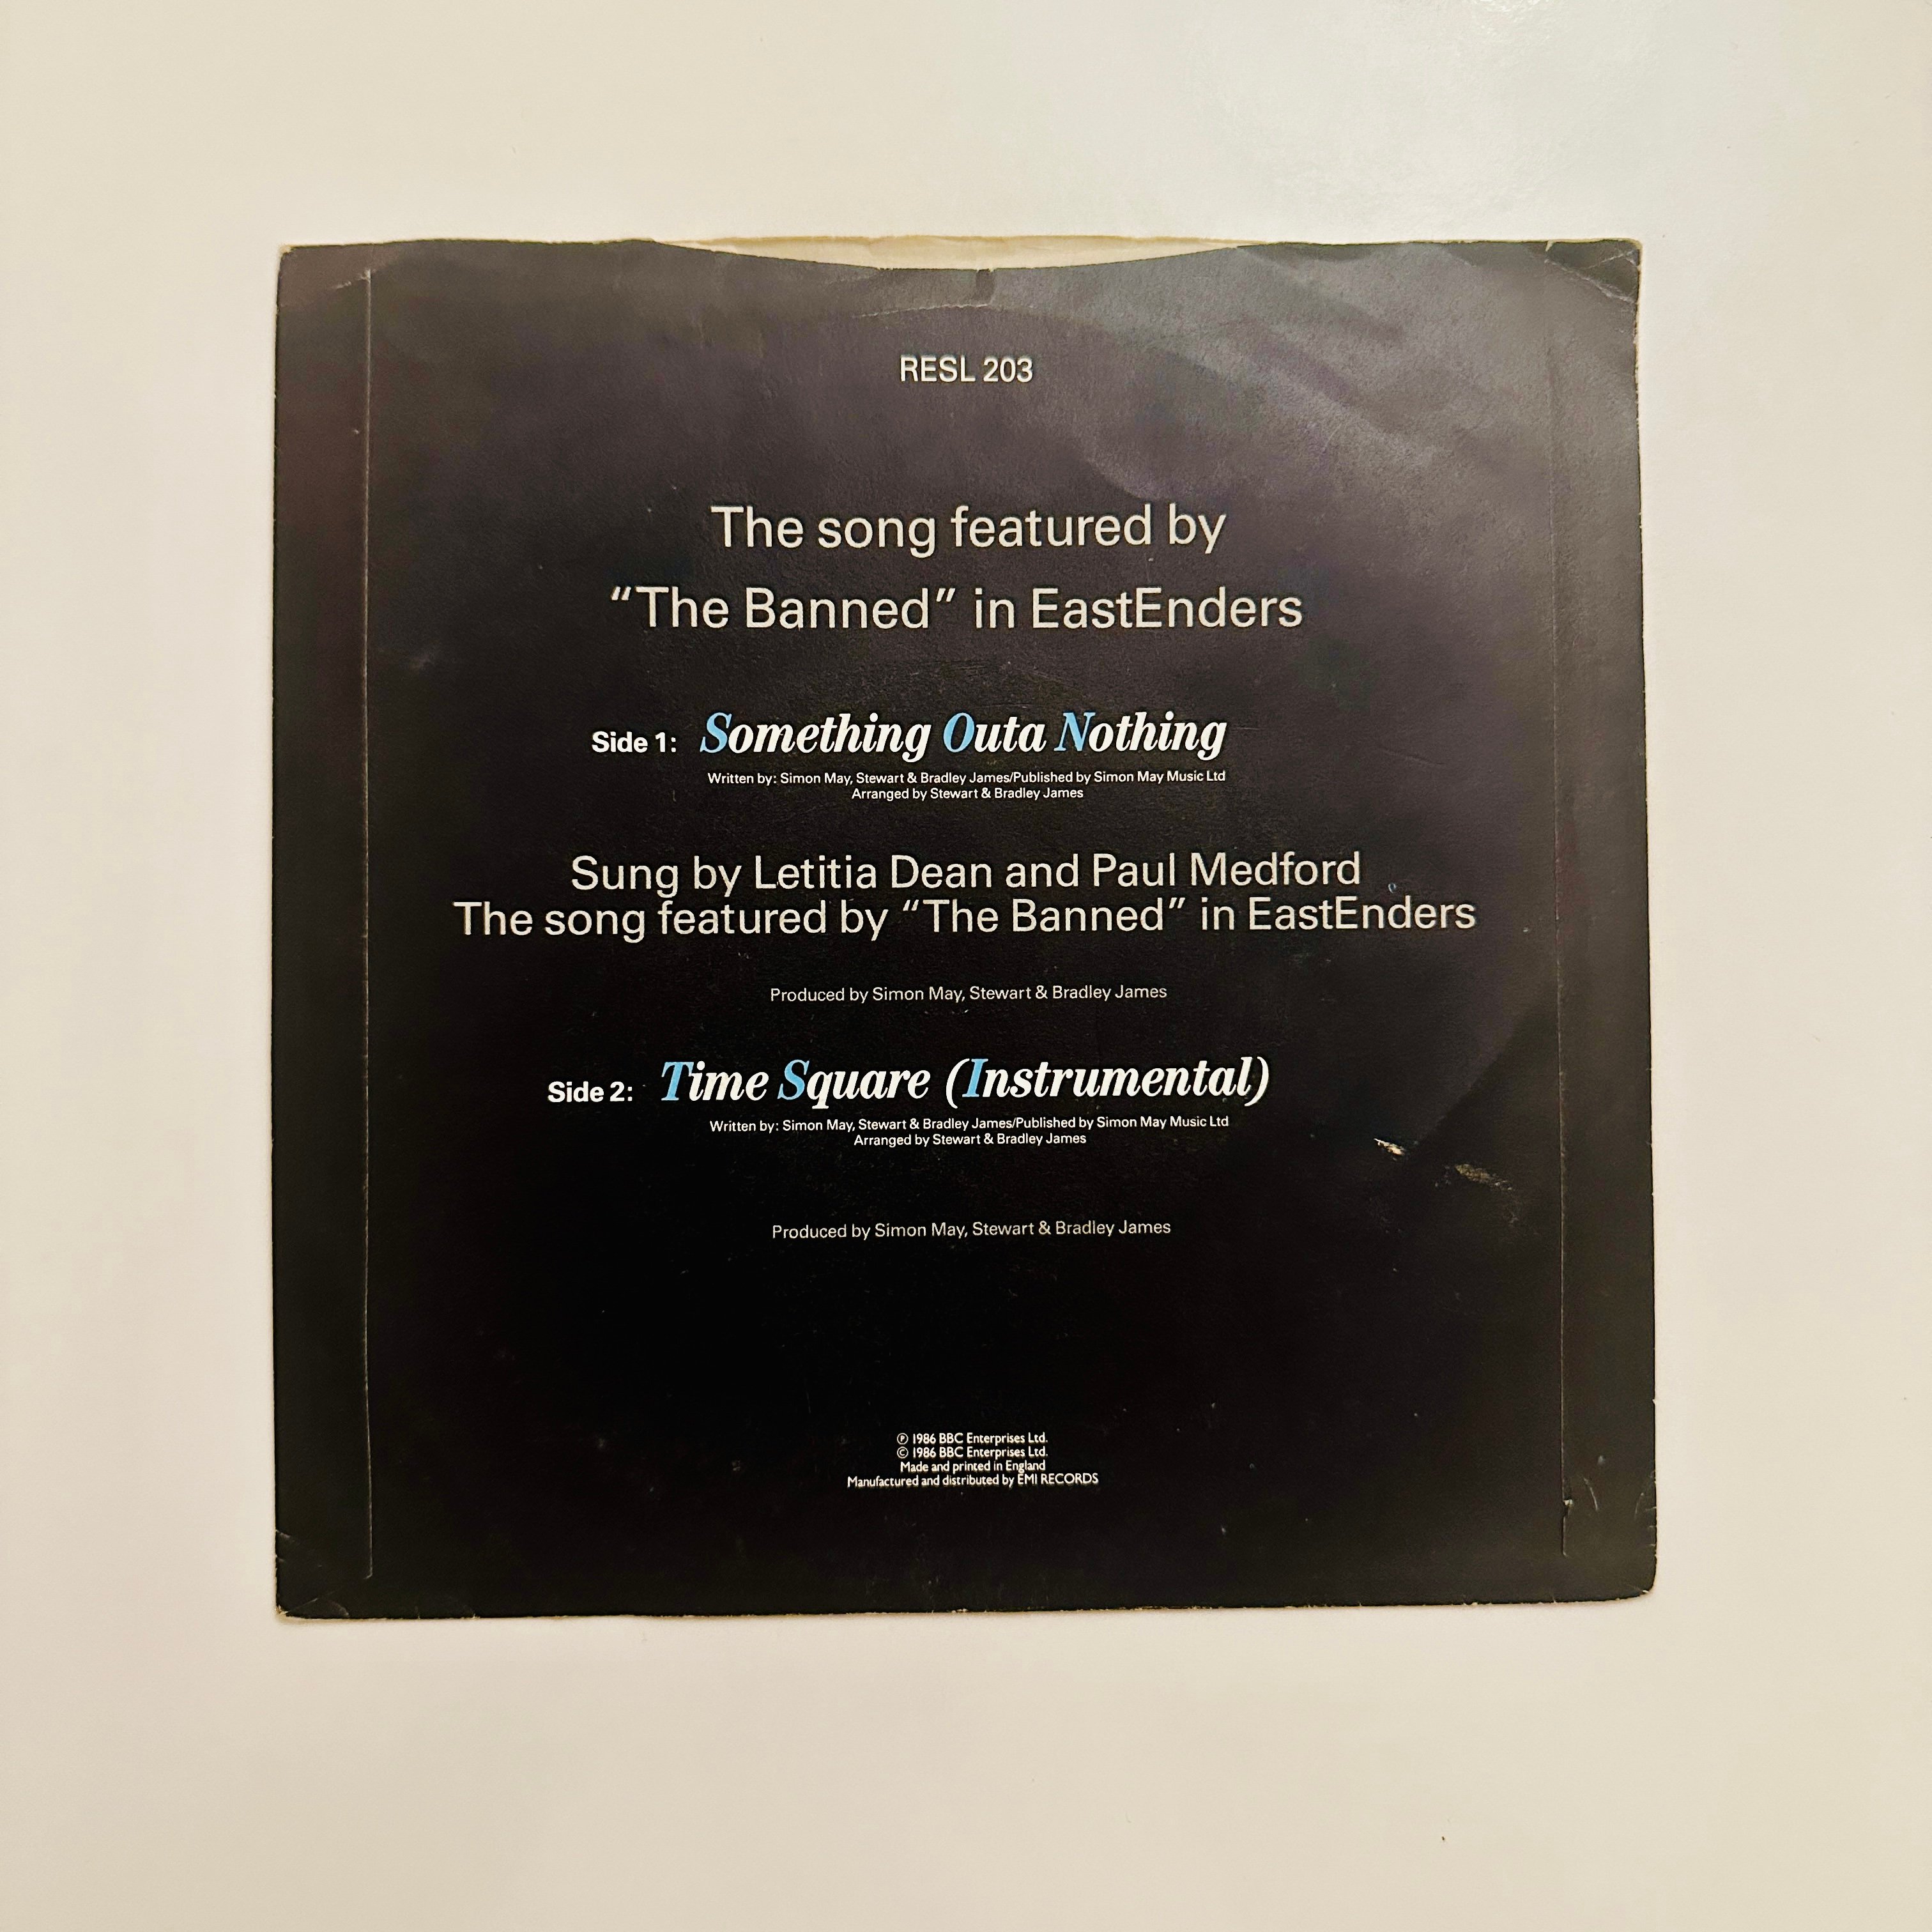 RESL 203
The song featured by
“The Banned” in EastEnders
Side 1: Something Outa Nothing
Written by: Simon May, Stewart & Bradley James/Published by Simon May Music Ltd
Arranged by Stewart & Bradley James
Sung by Letitia Dean and Paul Medford
The song featured by “The Banned” in EastEnders
Produced by Simon May, Stewart & Bradley James
Side 2: Time Square (Instrumental)
Written by: Simon May, Stewart & Bradley James/Published by Simon May Music Ltd
Arranged by Stewart & Bradley James
Produced by Simon May, Stewart & Bradley James
℗ 1986 BBC Enterprises Ltd.
© 1986 BBC Enterprises Ltd.
Made and printed in England
Manufactured and distributed by EMI RECORDS